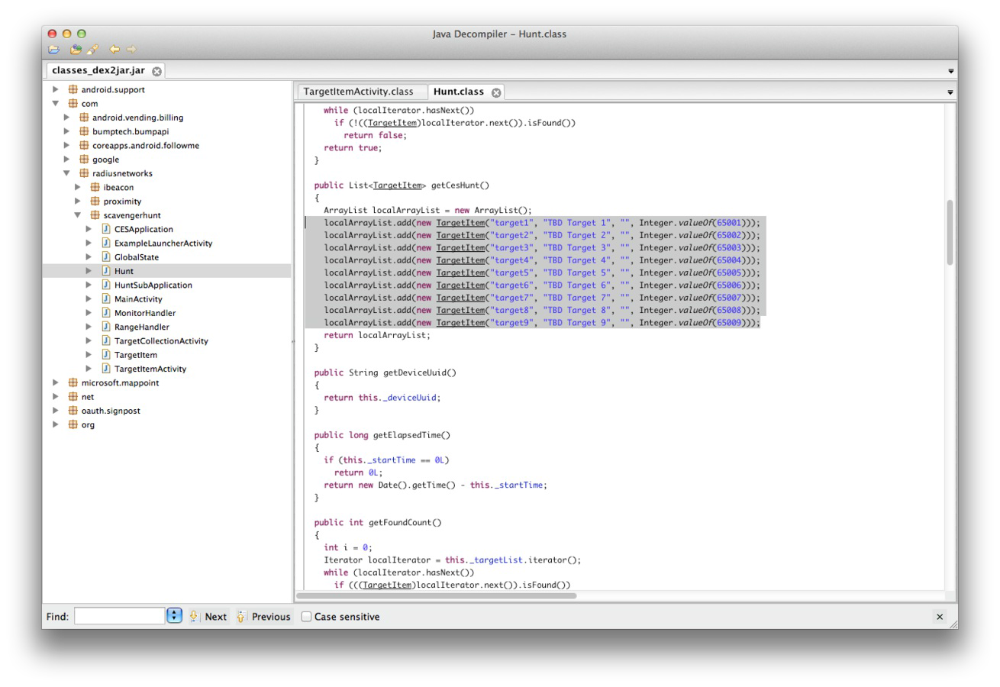 Java Decompiler – Hunt.class
classes_dex2jar.jar
android.support
com
android.vending.billing
bumptech.bumpapi
coreapps.android.followme
google
radiusnetworks
ibeacon
proximity
scavengerhunt
CESApplication
ExampleLauncherActivity
GlobalState
Hunt
HuntSubApplication
MainActivity
MonitorHandler
RangeHandler
TargetCollectionActivity
TargetItem
TargetItemActivity
microsoft.mappoint
net
oauth.signpost
org
TargetItemActivity.class
Hunt.class
while (localIterator.hasNext())
if (!((TargetItem)localIterator.next()).isFound())
return false;
return true;
}
public List<TargetItem> getCesHunt()
{
ArrayList localArrayList = new ArrayList();
localArrayList.add(new TargetItem("target1", "TBD Target 1", "", Integer.valueOf(65001)));
localArrayList.add(new TargetItem("target2", "TBD Target 2", "", Integer.valueOf(65002)));
localArrayList.add(new TargetItem("target3", "TBD Target 3", "", Integer.valueOf(65003)));
localArrayList.add(new TargetItem("target4", "TBD Target 4", "", Integer.valueOf(65004)));
localArrayList.add(new TargetItem("target5", "TBD Target 5", "", Integer.valueOf(65005)));
localArrayList.add(new TargetItem("target6", "TBD Target 6", "", Integer.valueOf(65006)));
localArrayList.add(new TargetItem("target7", "TBD Target 7", "", Integer.valueOf(65007)));
localArrayList.add(new TargetItem("target8", "TBD Target 8", "", Integer.valueOf(65008)));
localArrayList.add(new TargetItem("target9", "TBD Target 9", "", Integer.valueOf(65009)));
return localArrayList;
}
public String getDeviceUuid()
{
return this._deviceUuid;
}
public long getElapsedTime()
{
if (this._startTime == 0L)
return 0L;
return new Date().getTime() - this._startTime;
}
public int getFoundCount()
{
int i = 0;
Iterator localIterator = this._targetList.iterator();
while (localIterator.hasNext())
if (((TargetItem)localIterator.next()).isFound())
Find: Next Previous Case sensitive